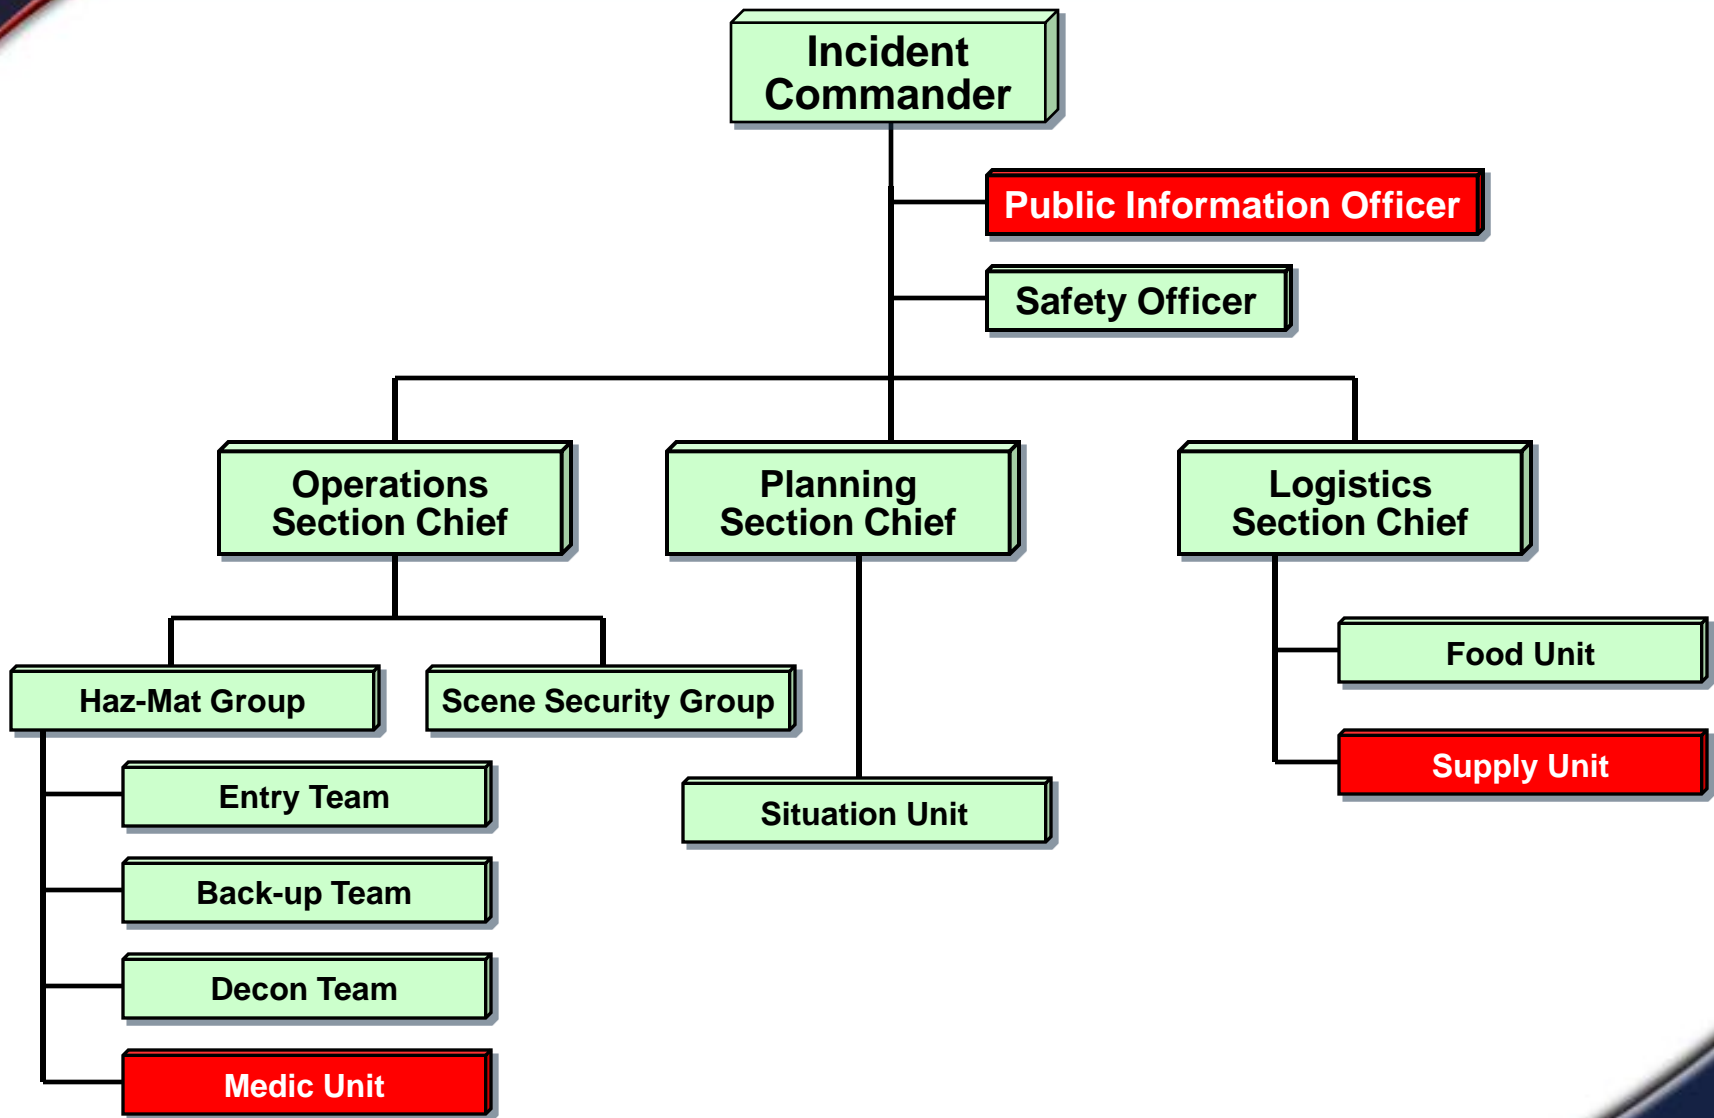 Incident
Commander
Public Information Officer
Safety Officer
Operations
Section Chief
Planning
Section Chief
Logistics
Section Chief
Haz-Mat Group
Scene Security Group
Entry Team
Back-up Team
Decon Team
Medic Unit
Situation Unit
Food Unit
Supply Unit